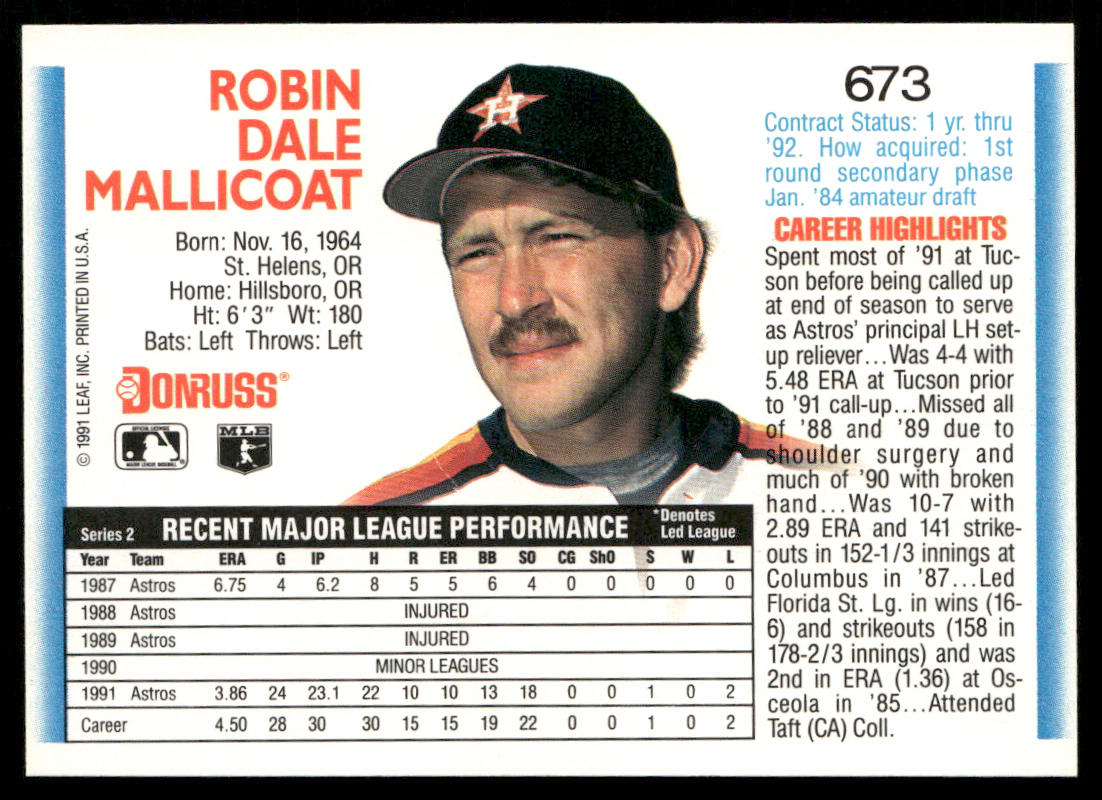 ROBIN
DALE
MALLICOAT
Born: Nov. 16, 1964
St. Helens, OR
Home: Hillsboro, OR
Ht: 6'3" Wt: 180
Bats: Left Throws: Left
DONRUSS®
OFFICIAL LICENSEE
MAJOR LEAGUE BASEBALL
MLB
© 1991 LEAF, INC. PRINTED IN U.S.A.
H
673
Contract Status: 1 yr. thru
'92. How acquired: 1st
round secondary phase
Jan. '84 amateur draft
CAREER HIGHLIGHTS
Spent most of '91 at Tuc-
son before being called up
at end of season to serve
as Astros' principal LH set-
up reliever...Was 4-4 with
5.48 ERA at Tucson prior
to '91 call-up...Missed all
of '88 and '89 due to
shoulder surgery and
much of '90 with broken
hand...Was 10-7 with
2.89 ERA and 141 strike-
outs in 152-1/3 innings at
Columbus in '87...Led
Florida St. Lg. in wins (16-
6) and strikeouts (158 in
178-2/3 innings) and was
2nd in ERA (1.36) at Os-
ceola in '85...Attended
Taft (CA) Coll.
Series 2 RECENT MAJOR LEAGUE PERFORMANCE *Denotes
Led League
Year Team ERA G IP H R ER BB SO CG ShO S W L
1987 Astros 6.75 4 6.2 8 5 5 6 4 0 0 0 0 0
1988 Astros INJURED
1989 Astros INJURED
1990 MINOR LEAGUES
1991 Astros 3.86 24 23.1 22 10 10 13 18 0 0 1 0 2
Career 4.50 28 30 30 15 15 19 22 0 0 1 0 2